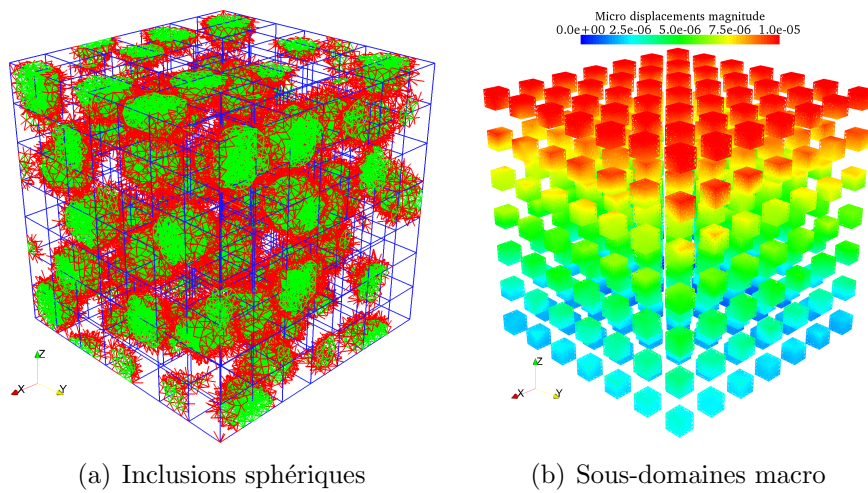 Micro displacements magnitude
0.0e+00 2.5e-06 5.0e-06 7.5e-06 1.0e-05
Z
X
Y
Z
X
Y
(a) Inclusions sphériques
(b) Sous-domaines macro